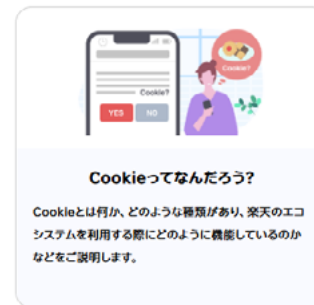 Cookie?
Cookie?
YES
NO
Cookieってなんだろう?
Cookieとは何か、どのような種類があり、楽天のエコ
システムを利用する際にどのように機能しているのか
などをご説明します。